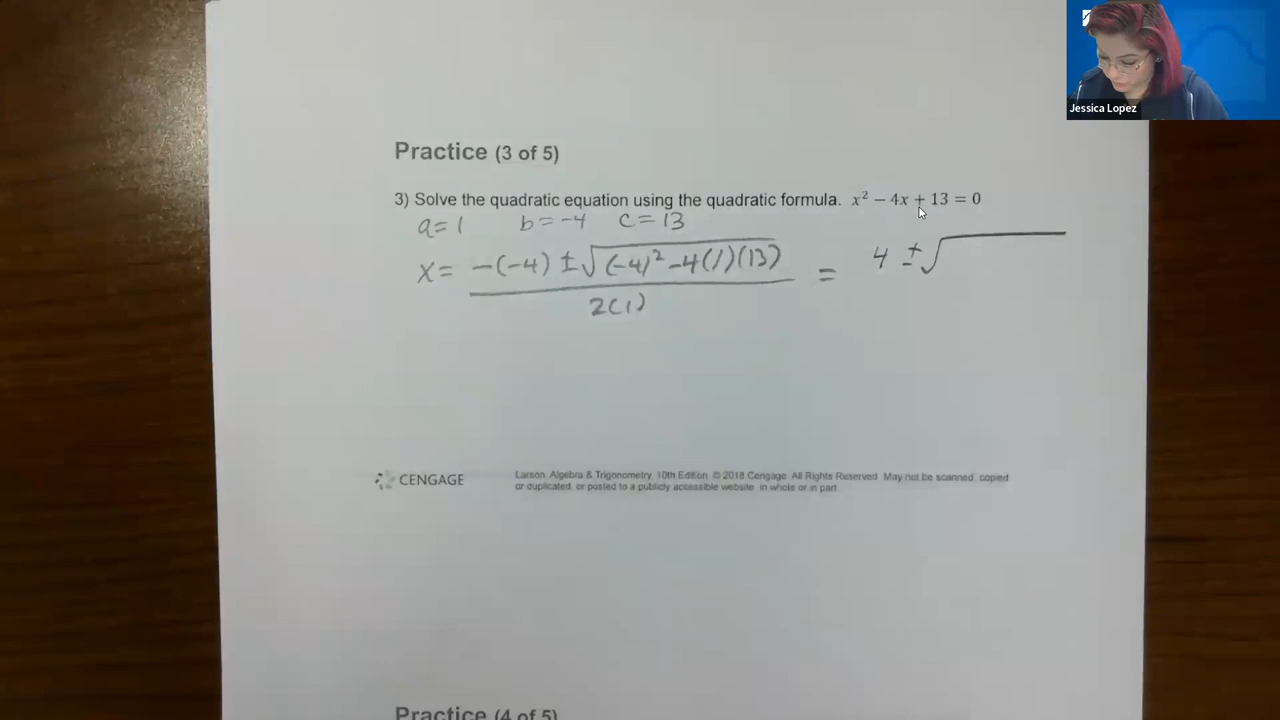 Jessica Lopez
Practice (3 of 5)
3) Solve the quadratic equation using the quadratic formula. x² − 4x + 13 = 0
a=1 b=-4 c=13
x= -(-4) ±√(-4)² -4(1)(13) = 4 ±√
2(1)
CENGAGE
Larson, Algebra & Trigonometry, 10th Edition. © 2018 Cengage. All Rights Reserved. May not be scanned, copied
or duplicated, or posted to a publicly accessible website, in whole or in part.
Practice (4 of 5)